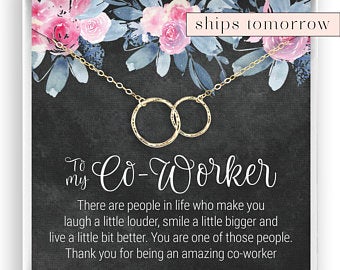 ships tomorrow
To
my Co-Worker
There are people in life who make you
laugh a little louder, smile a little bigger and
live a little bit better. You are one of those people.
Thank you for being an amazing co-worker